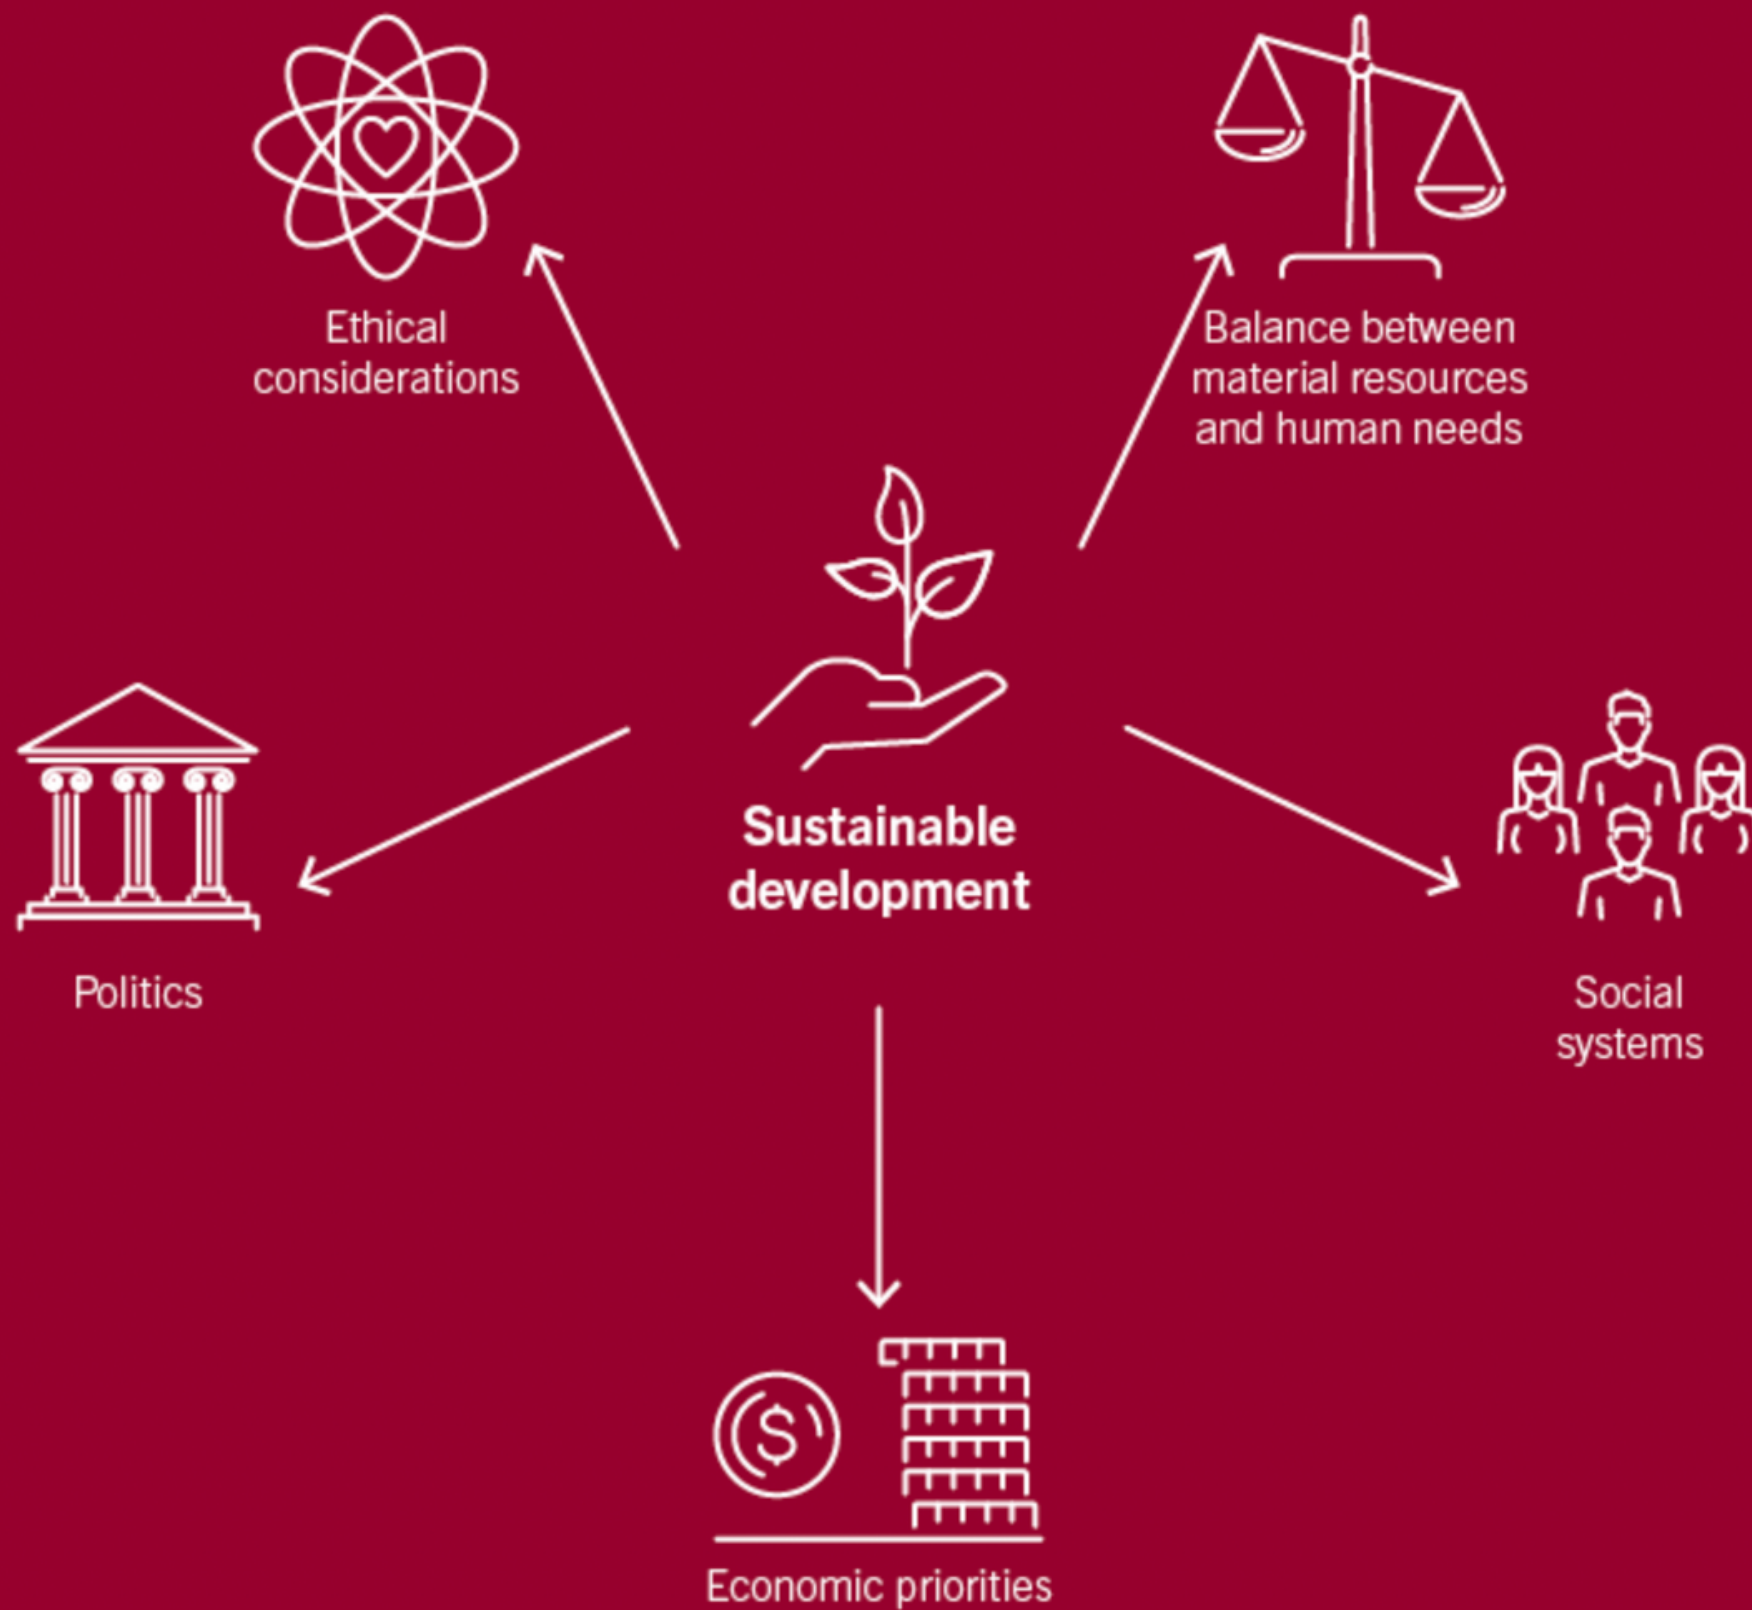 Ethical
considerations
Balance between
material resources
and human needs
Sustainable
development
Politics
Social
systems
$
Economic priorities